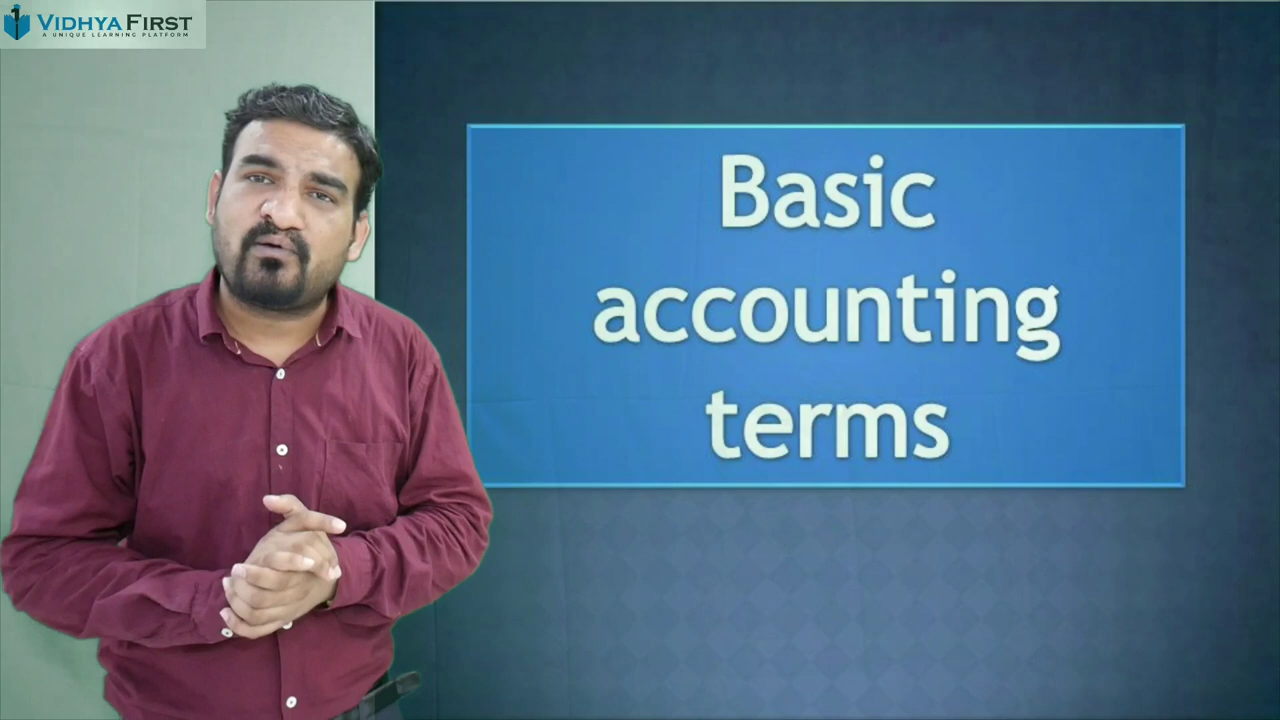 VIDHYA FIRST
A UNIQUE LEARNING PLATFORM
Basic
accounting
terms